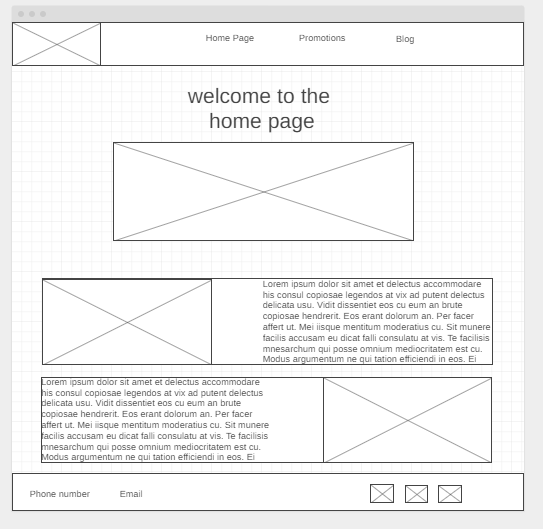 Home Page Promotions Blog
welcome to the
home page
Lorem ipsum dolor sit amet et delectus accommodare
his consul copiosae legendos at vix ad putent delectus
delicata usu. Vidit dissentiet eos cu eum an brute
copiosae hendrerit. Eos erant dolorum an. Per facer
affert ut. Mei iisque mentitum moderatius cu. Sit munere
facilis accusam eu dicat falli consulatu at vis. Te facilisis
mnesarchum qui posse omnium mediocritatem est cu.
Modus argumentum ne qui tation efficiendi in eos. Ei
Lorem ipsum dolor sit amet et delectus accommodare
his consul copiosae legendos at vix ad putent delectus
delicata usu. Vidit dissentiet eos cu eum an brute
copiosae hendrerit. Eos erant dolorum an. Per facer
affert ut. Mei iisque mentitum moderatius cu. Sit munere
facilis accusam eu dicat falli consulatu at vis. Te facilisis
mnesarchum qui posse omnium mediocritatem est cu.
Modus argumentum ne qui tation efficiendi in eos. Ei
Phone number Email